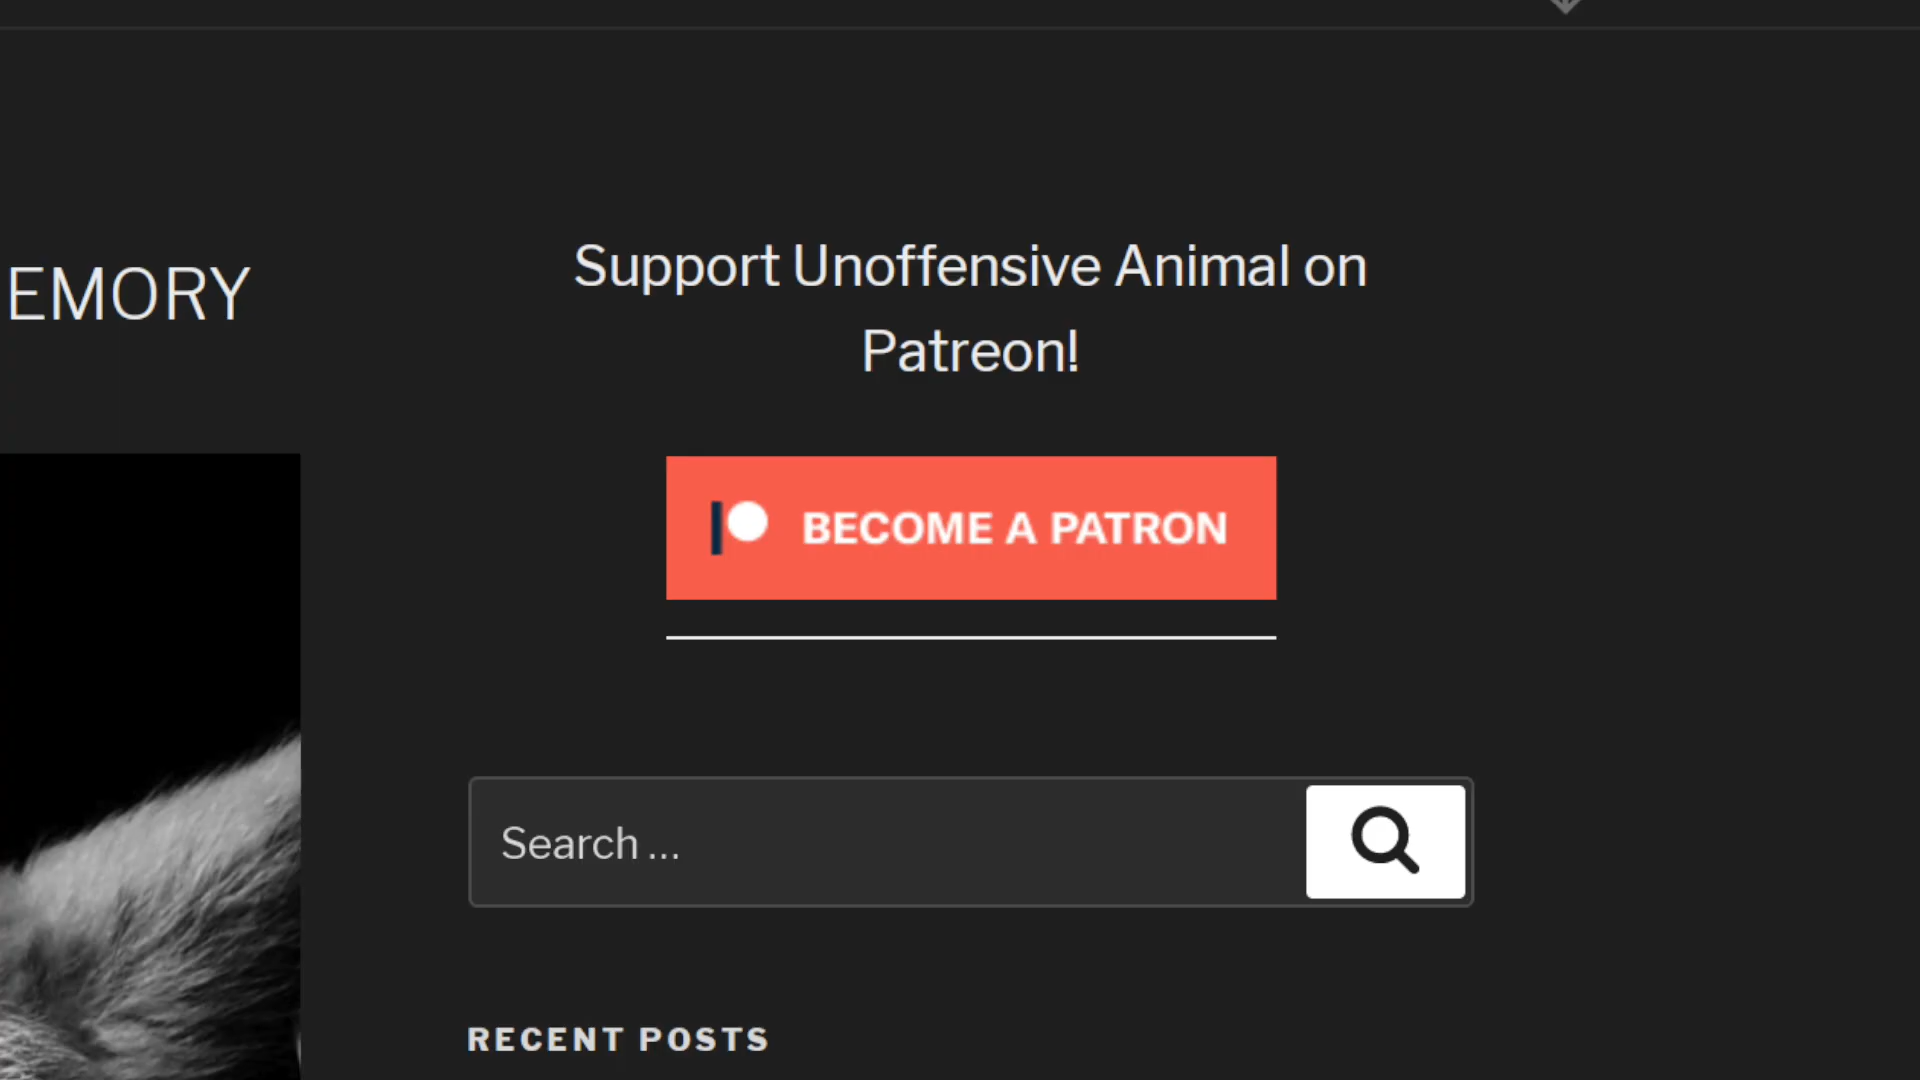 EMORY
Support Unoffensive Animal on
Patreon!
BECOME A PATRON
Search ...
RECENT POSTS